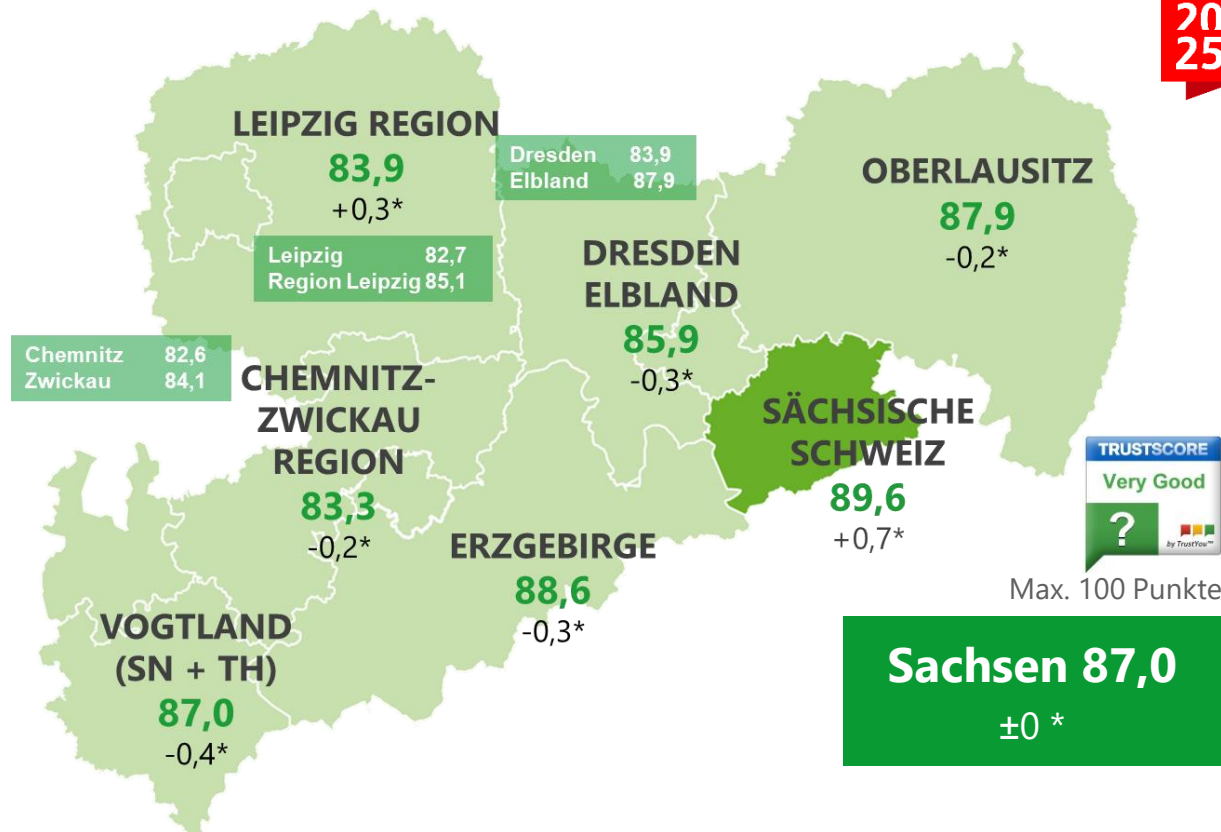 20
25
LEIPZIG REGION
83,9
+0,3*
Dresden 83,9
Elbland 87,9
OBERLAUSITZ
87,9
-0,2*
Leipzig 82,7
Region Leipzig 85,1
DRESDEN
ELBLAND
85,9
-0,3*
Chemnitz 82,6
Zwickau 84,1
CHEMNITZ-
ZWICKAU
REGION
83,3
-0,2*
SÄCHSISCHE
SCHWEIZ
89,6
+0,7*
TRUSTSCORE
Very Good
?
by TrustYou™
Max. 100 Punkte
ERZGEBIRGE
88,6
-0,3*
VOGTLAND
(SN + TH)
87,0
-0,4*
Sachsen 87,0
±0 *